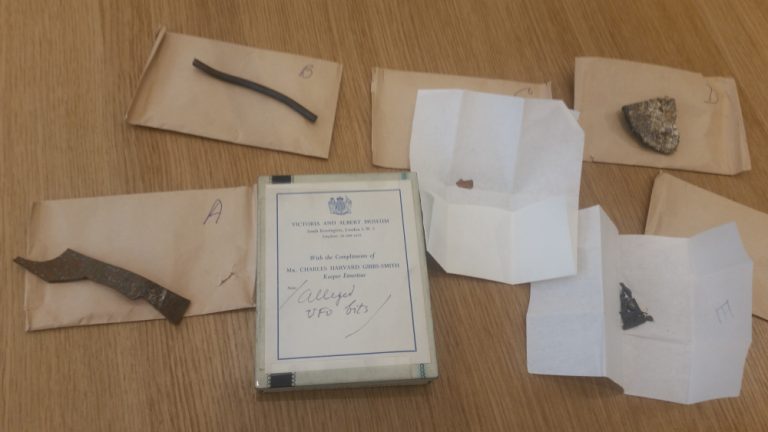 B
C
D
A
VICTORIA AND ALBERT MUSEUM
South Kensington, London S.W.7
With the Compliments of
MR. CHARLES HARVARD GIBBS-SMITH
Keeper Emeritus
/Alleged
UFO bits/
E